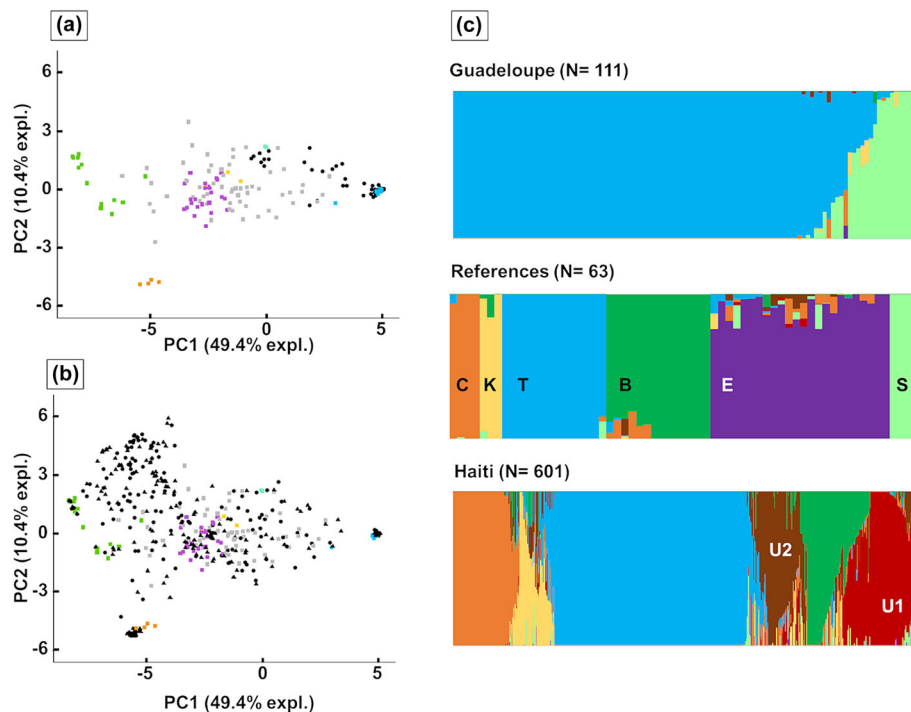 (a)
6
3
0
-3
-6
PC2 (10.4% expl.)
-5 0 5
PC1 (49.4% expl.)
(b)
6
3
0
-3
-6
PC2 (10.4% expl.)
-5 0 5
PC1 (49.4% expl.)
(c)
Guadeloupe (N= 111)
References (N= 63)
C K T B E S
Haiti (N= 601)
U2
U1